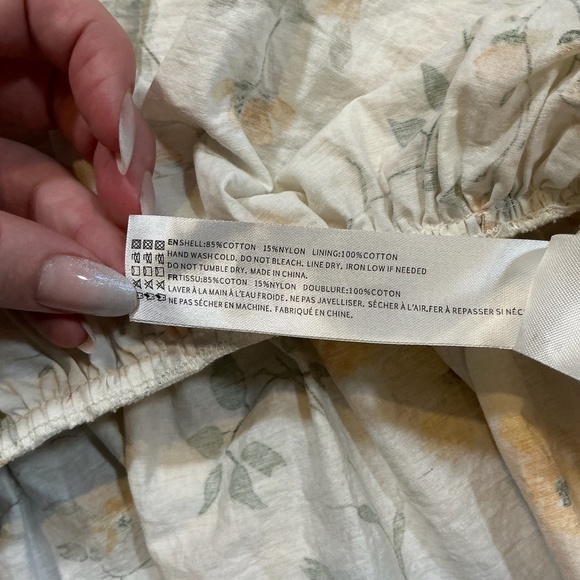 EN SHELL:85%COTTON 15%NYLON LINING:100%COTTON
HAND WASH COLD. DO NOT BLEACH. LINE DRY. IRON LOW IF NEEDED
DO NOT TUMBLE DRY. MADE IN CHINA.
FR TISSU:85%COTON 15%NYLON DOUBLURE:100%COTON
LAVER À LA MAIN À L'EAU FROIDE. NE PAS JAVELLISER. SÉCHER À L'AIR.FER À REPASSER SI NÉC
NE PAS SÉCHER EN MACHINE. FABRIQUÉ EN CHINE.